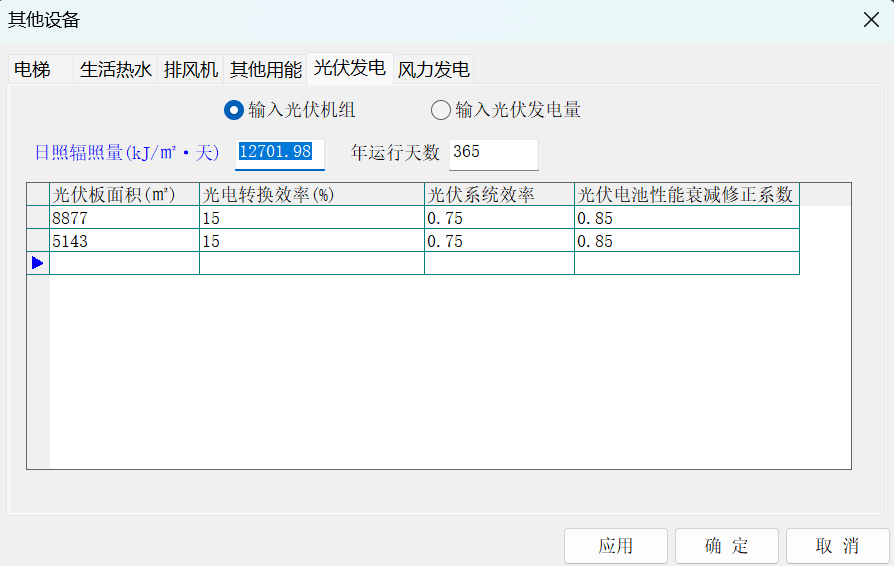 其他设备
电梯 生活热水 排风机 其他用能 光伏发电 风力发电
输入光伏机组 输入光伏发电量
日照辐照量(kJ/㎡·天) 12701.98 年运行天数 365
光伏板面积(㎡) 光电转换效率(%) 光伏系统效率 光伏电池性能衰减修正系数
8877 15 0.75 0.85
5143 15 0.75 0.85
应用 确 定 取 消